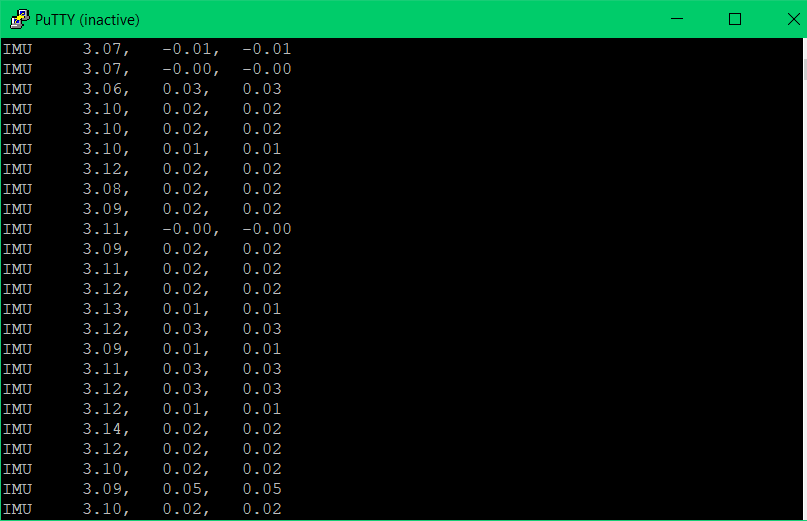 PuTTY (inactive)
IMU 3.07, -0.01, -0.01
IMU 3.07, -0.00, -0.00
IMU 3.06, 0.03, 0.03
IMU 3.10, 0.02, 0.02
IMU 3.10, 0.02, 0.02
IMU 3.10, 0.01, 0.01
IMU 3.12, 0.02, 0.02
IMU 3.08, 0.02, 0.02
IMU 3.09, 0.02, 0.02
IMU 3.11, -0.00, -0.00
IMU 3.09, 0.02, 0.02
IMU 3.11, 0.02, 0.02
IMU 3.12, 0.02, 0.02
IMU 3.13, 0.01, 0.01
IMU 3.12, 0.03, 0.03
IMU 3.09, 0.01, 0.01
IMU 3.11, 0.03, 0.03
IMU 3.12, 0.03, 0.03
IMU 3.12, 0.01, 0.01
IMU 3.14, 0.02, 0.02
IMU 3.12, 0.02, 0.02
IMU 3.10, 0.02, 0.02
IMU 3.09, 0.05, 0.05
IMU 3.10, 0.02, 0.02